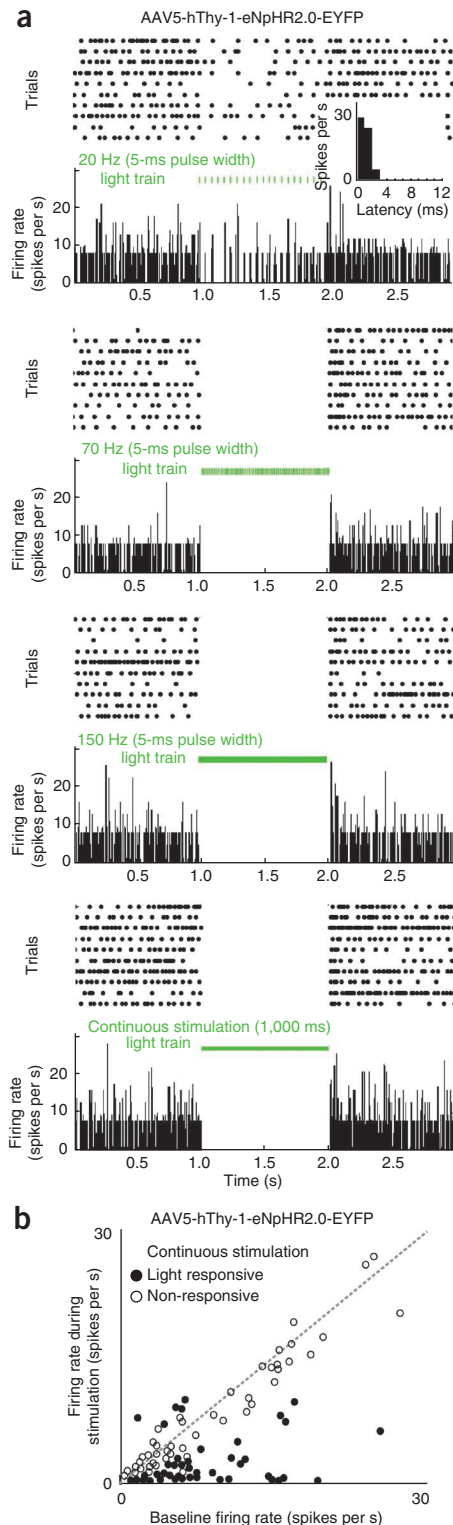 a
AAV5-hThy-1-eNpHR2.0-EYFP
Trials
30
0
Spikes per s
0 4 8 12
Latency (ms)
20 Hz (5-ms pulse width)
light train
Firing rate
(spikes per s)
20
10
0
0.5 1.0 1.5 2.0 2.5
Trials
70 Hz (5-ms pulse width)
light train
Firing rate
(spikes per s)
20
10
0
0.5 1.0 1.5 2.0 2.5
Trials
150 Hz (5-ms pulse width)
light train
Firing rate
(spikes per s)
20
10
0
0.5 1.0 1.5 2.0 2.5
Trials
Continuous stimulation (1,000 ms)
light train
Firing rate
(spikes per s)
20
10
0
0.5 1.0 1.5 2.0 2.5
Time (s)
b
AAV5-hThy-1-eNpHR2.0-EYFP
30
Continuous stimulation
Light responsive
Non-responsive
Firing rate during
stimulation (spikes per s)
0
0 30
Baseline firing rate (spikes per s)